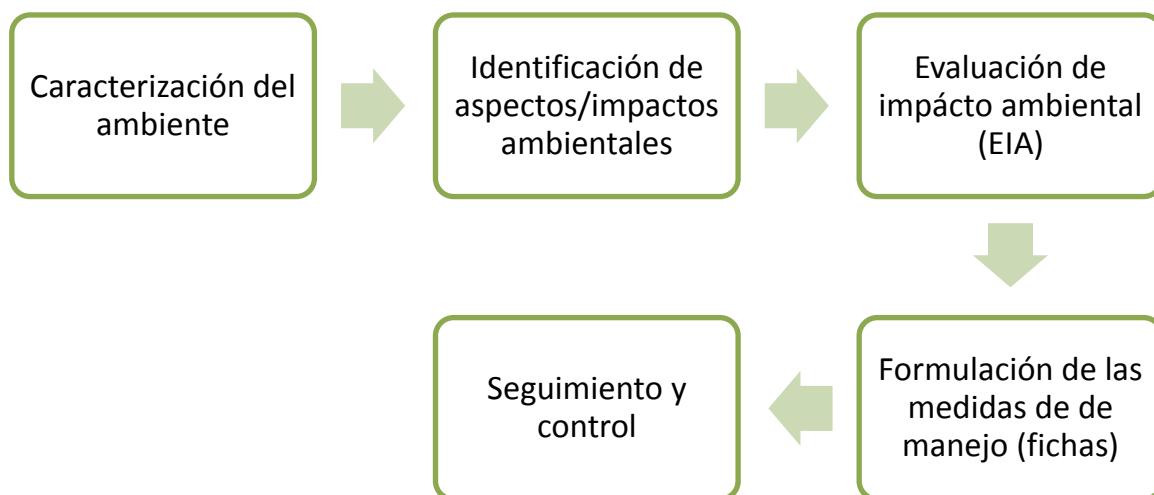 Caracterización del
ambiente
Identificación de
aspectos/impactos
ambientales
Evaluación de
impácto ambiental
(EIA)
Formulación de las
medidas de de
manejo (fichas)
Seguimiento y
control